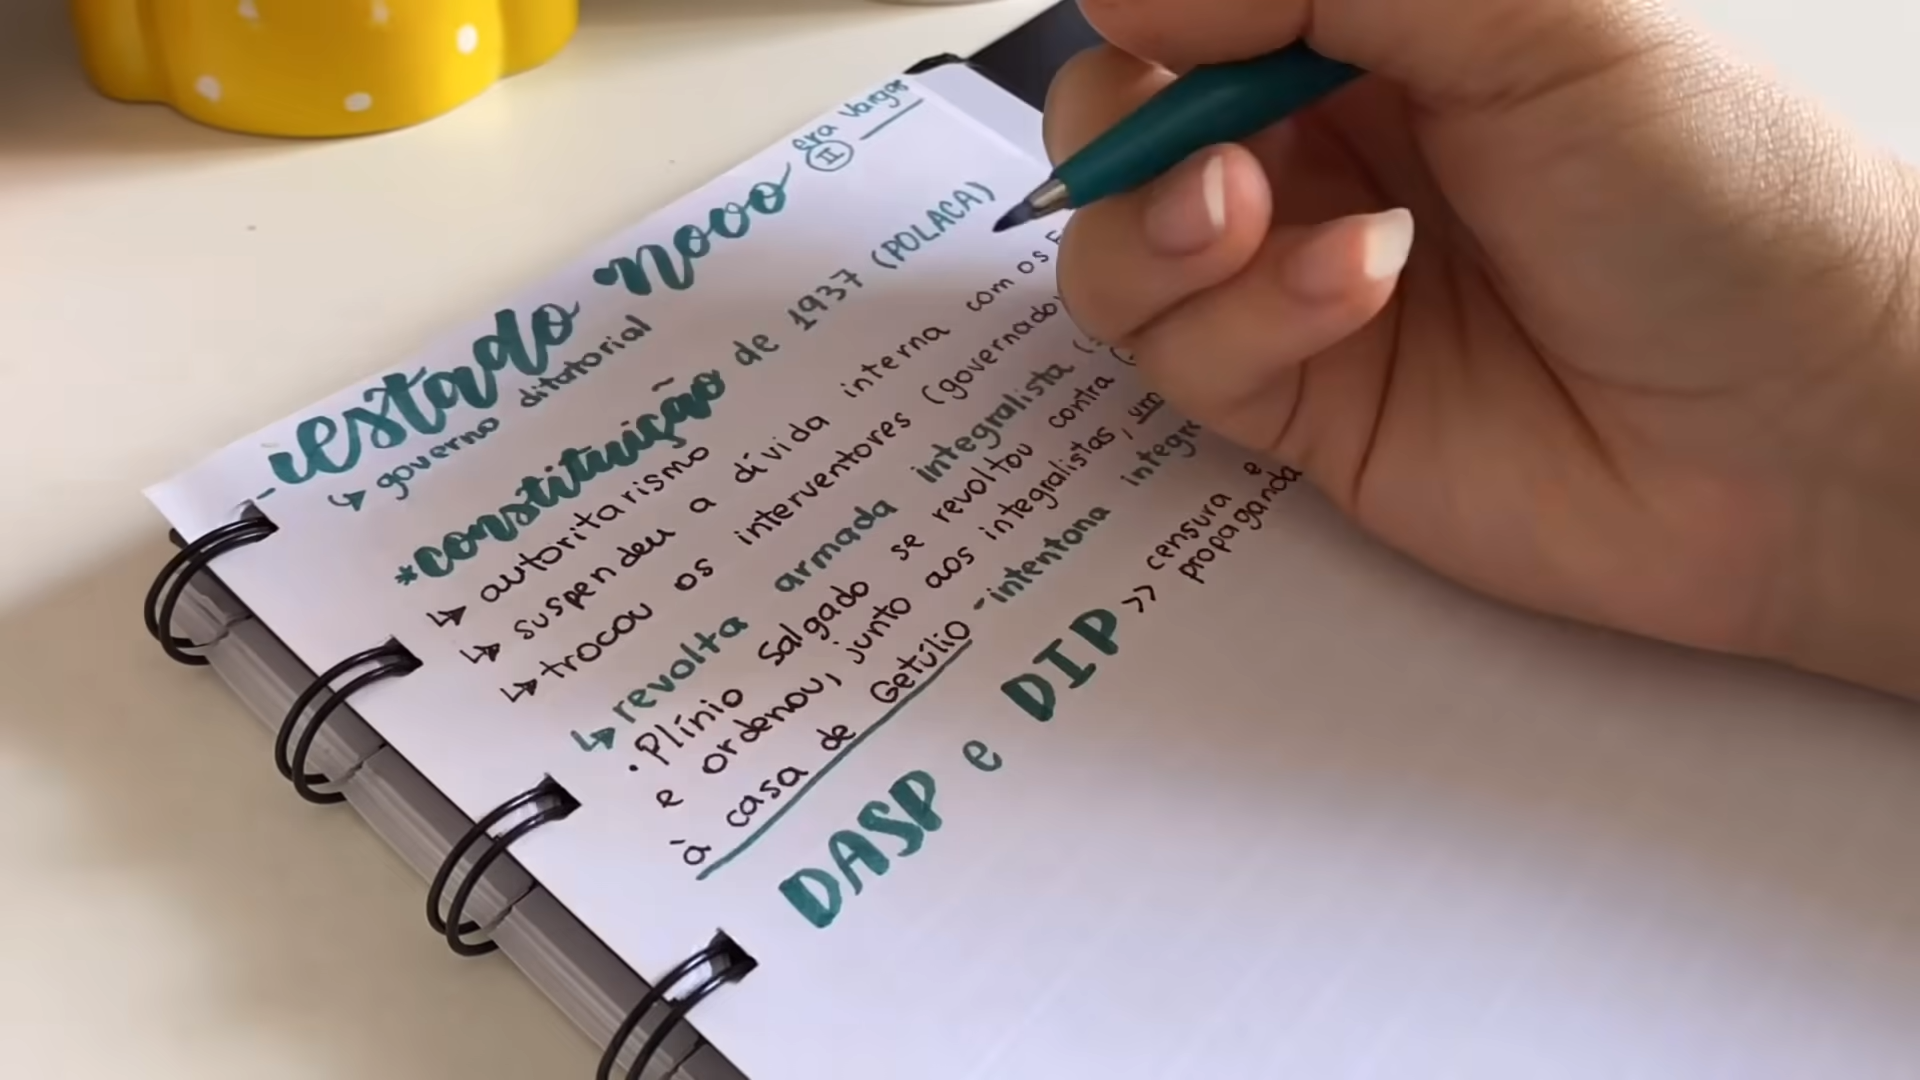 era Vargas
II
- estado novo
↳ governo ditatorial
*constituição de 1937 (POLACA)
↳ autoritarismo
↳ suspendeu a dívida interna com os
↳ trocou os interventores (governado
↳ revolta armada integralista (
• Plínio Salgado se revoltou contra (
e ordenou, junto aos integralistas, um
à casa de Getúlio - intentona integr
DASP e DIP >> censura e
propaganda